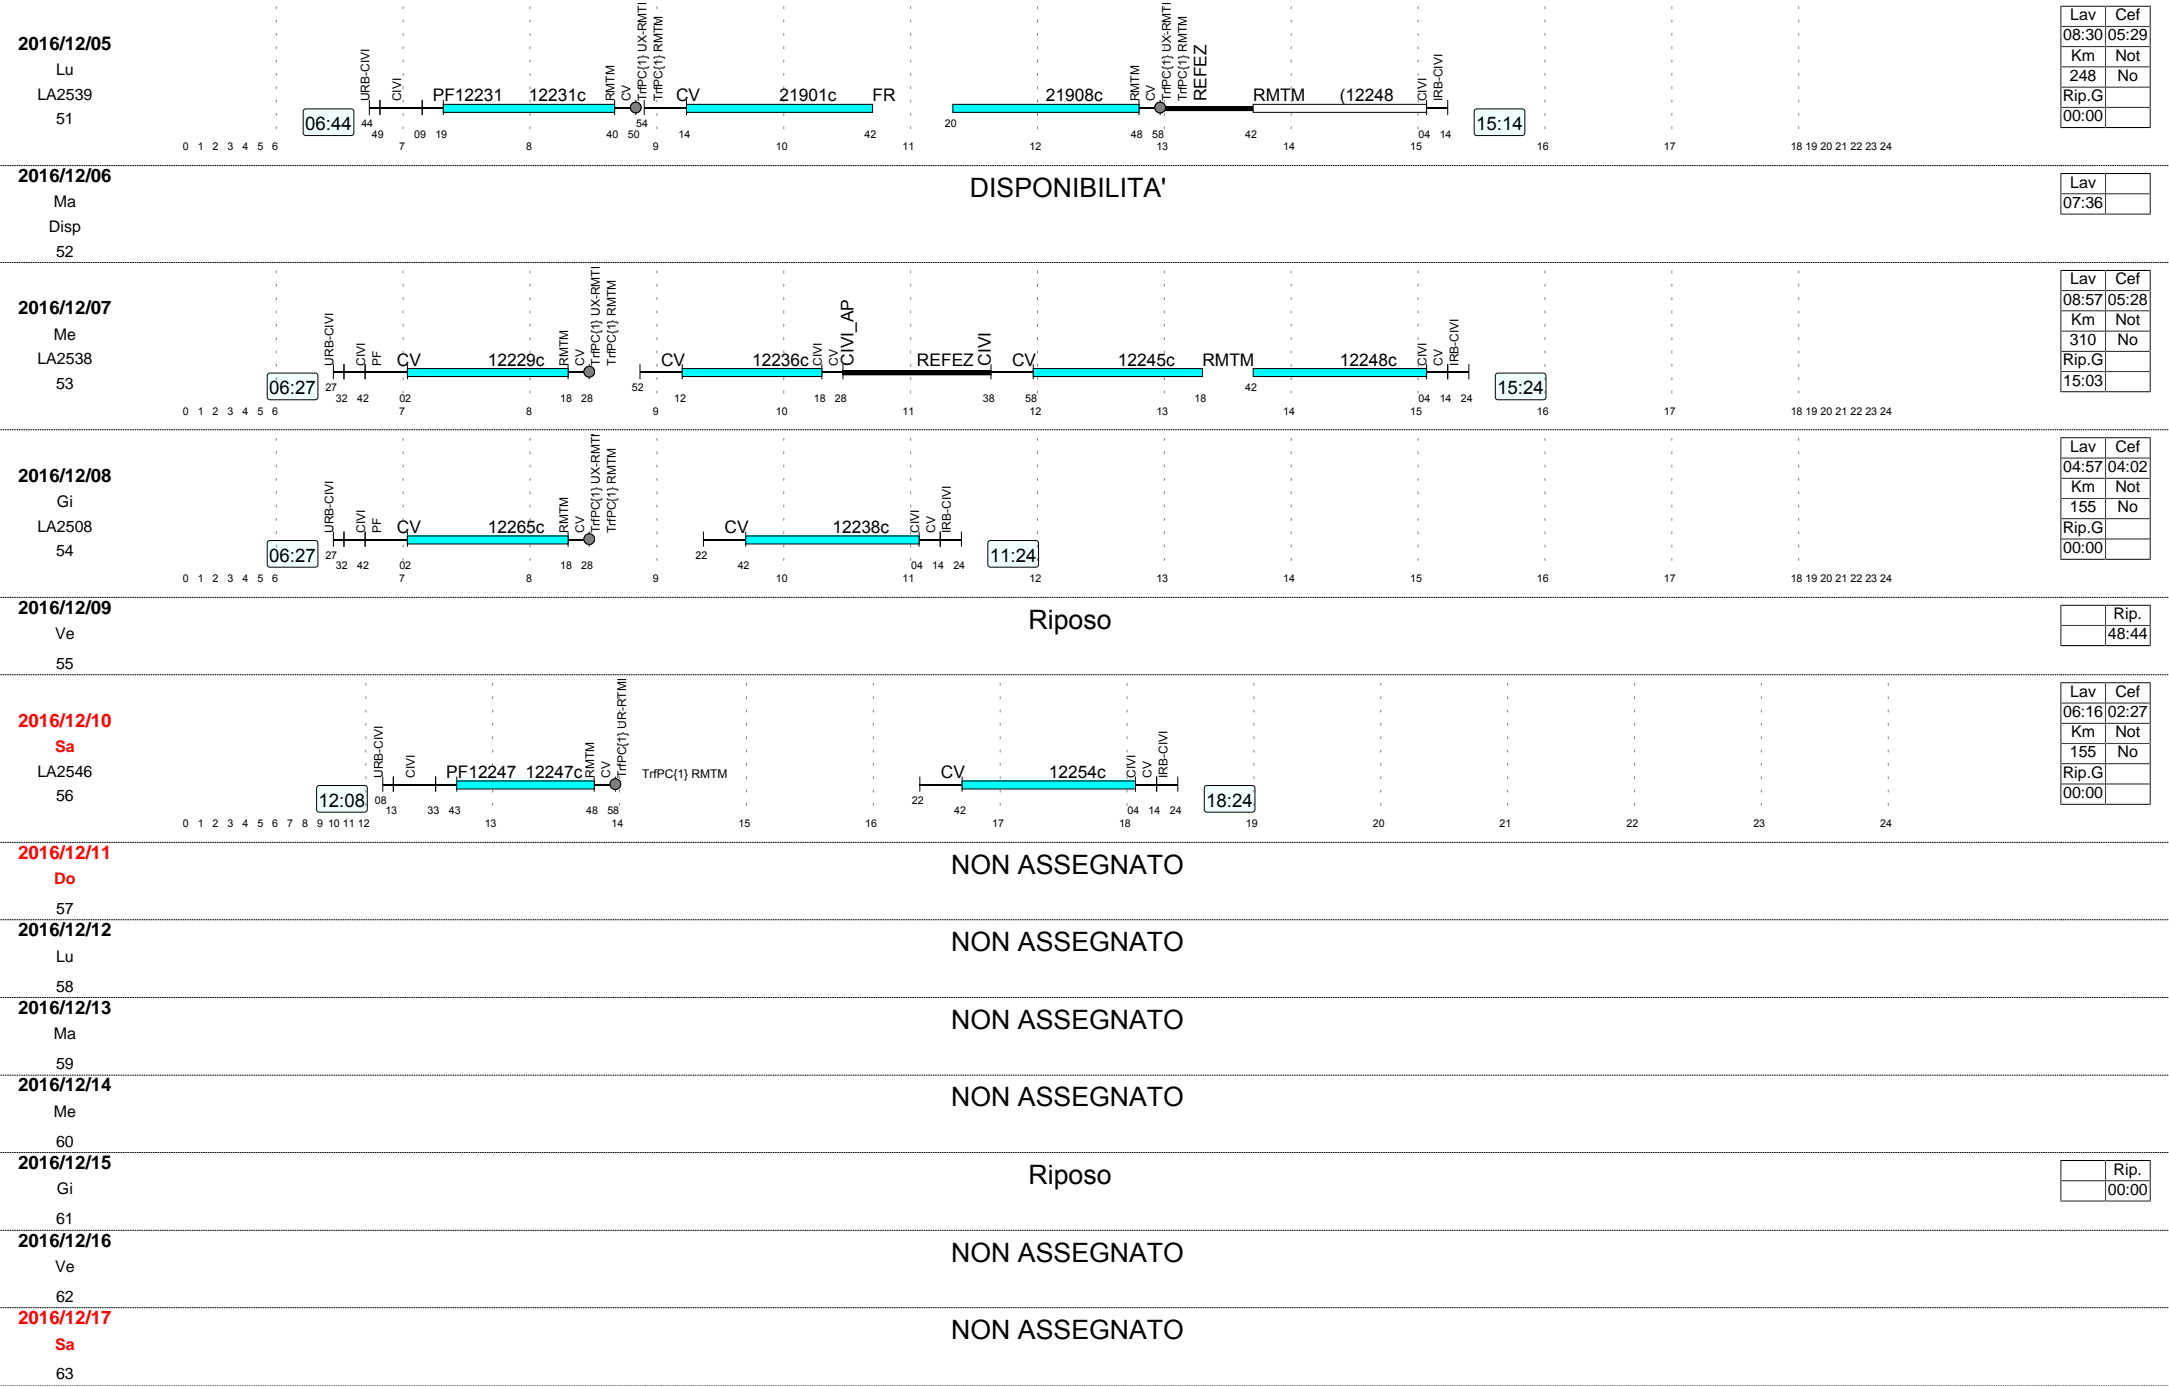 2016/12/05
Lu
LA2539
51
06:44
URB-CIVI
CIVI
PF12231 12231c
RMTM
CV
TrfPC{1} UX-RMTI
TrfPC{1} RMTM
CV 21901c FR
21908c
RMTM
CV
TrfPC{1} UX-RMTI
TrfPC{1} RMTM
REFEZ
RMTM (12248
CIVI
IRB-CIVI
15:14
44 49 09 19 40 50 54 14 42 20 48 58 42 04 14
0 1 2 3 4 5 6 7 8 9 10 11 12 13 14 15 16 17 18 19 20 21 22 23 24
Lav Cef
08:30 05:29
Km Not
248 No
Rip.G
00:00
2016/12/06
Ma
Disp
52
DISPONIBILITA'
Lav
07:36
2016/12/07
Me
LA2538
53
06:27
URB-CIVI
CIVI
PF
CV 12229c
RMTM
CV
TrfPC{1} UX-RMTI
TrfPC{1} RMTM
CV 12236c
CIVI
CV
CIVI_AP
REFEZ
CIVI
CV 12245c RMTM 12248c
CIVI
CV
IRB-CIVI
15:24
27 32 42 02 18 28 52 12 18 28 38 58 18 42 04 14 24
0 1 2 3 4 5 6 7 8 9 10 11 12 13 14 15 16 17 18 19 20 21 22 23 24
Lav Cef
08:57 05:28
Km Not
310 No
Rip.G
15:03
2016/12/08
Gi
LA2508
54
06:27
URB-CIVI
CIVI
PF
CV 12265c
RMTM
CV
TrfPC{1} UX-RMTI
TrfPC{1} RMTM
CV 12238c
CIVI
CV
IRB-CIVI
11:24
27 32 42 02 18 28 22 42 04 14 24
0 1 2 3 4 5 6 7 8 9 10 11 12 13 14 15 16 17 18 19 20 21 22 23 24
Lav Cef
04:57 04:02
Km Not
155 No
Rip.G
00:00
2016/12/09
Ve
55
Riposo
Rip.
48:44
2016/12/10
Sa
LA2546
56
12:08
URB-CIVI
CIVI
PF12247 12247c
RMTM
CV
TrfPC{1} UR-RTMI
TrfPC{1} RMTM
CV 12254c
CIVI
CV
IRB-CIVI
18:24
08 13 33 43 48 58 22 42 04 14 24
0 1 2 3 4 5 6 7 8 9 10 11 12 13 14 15 16 17 18 19 20 21 22 23 24
Lav Cef
06:16 02:27
Km Not
155 No
Rip.G
00:00
2016/12/11
Do
57
NON ASSEGNATO
2016/12/12
Lu
58
NON ASSEGNATO
2016/12/13
Ma
59
NON ASSEGNATO
2016/12/14
Me
60
NON ASSEGNATO
2016/12/15
Gi
61
Riposo
Rip.
00:00
2016/12/16
Ve
62
NON ASSEGNATO
2016/12/17
Sa
63
NON ASSEGNATO